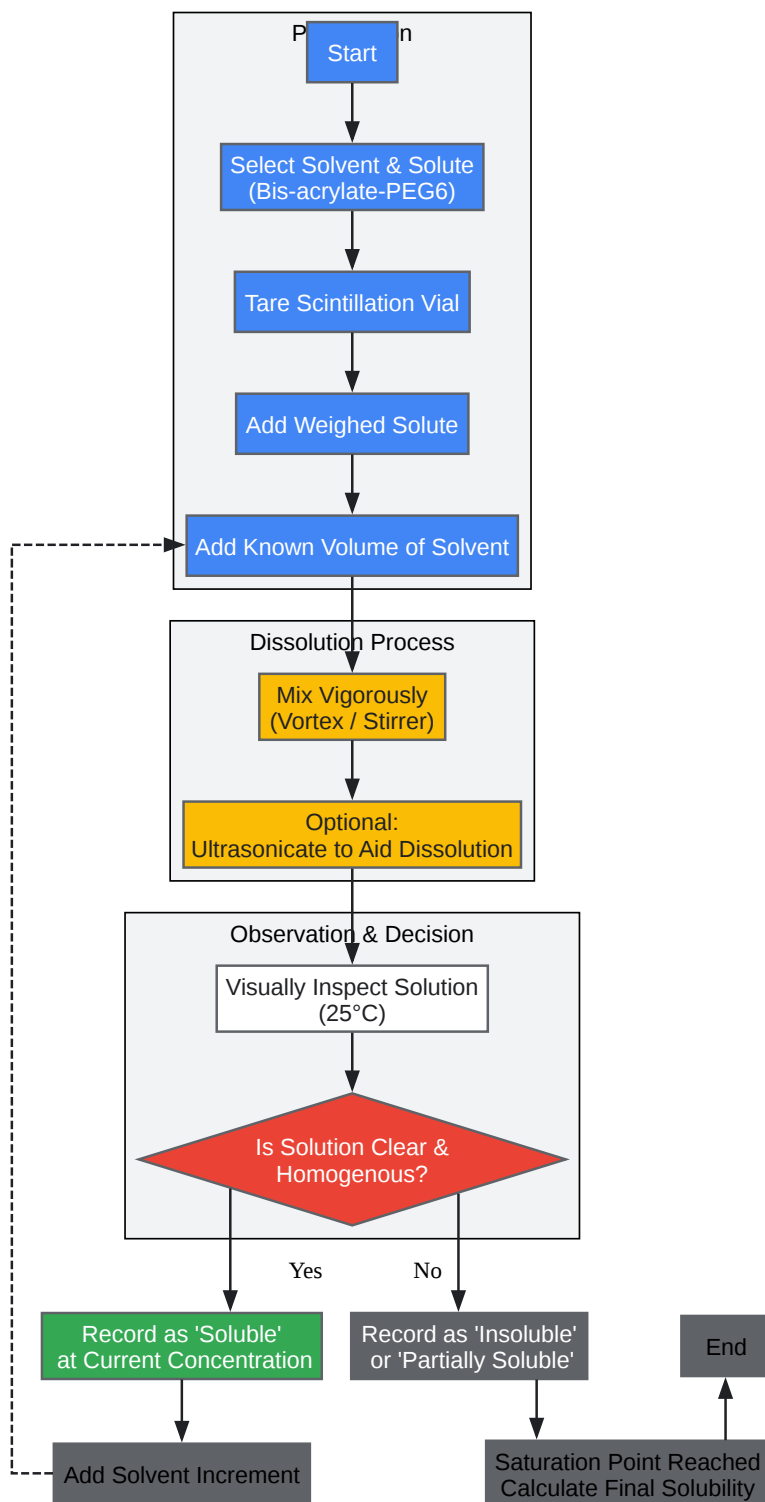 Start
Select Solvent & Solute
(Bis-acrylate-PEG6)
Tare Scintillation Vial
Add Weighed Solute
Add Known Volume of Solvent
Dissolution Process
Mix Vigorously
(Vortex / Stirrer)
Optional:
Ultrasonicate to Aid Dissolution
Observation & Decision
Visually Inspect Solution
(25°C)
Is Solution Clear &
Homogenous?
Yes
No
Record as 'Soluble'
at Current Concentration
Record as 'Insoluble'
or 'Partially Soluble'
End
Add Solvent Increment
Saturation Point Reached
Calculate Final Solubility